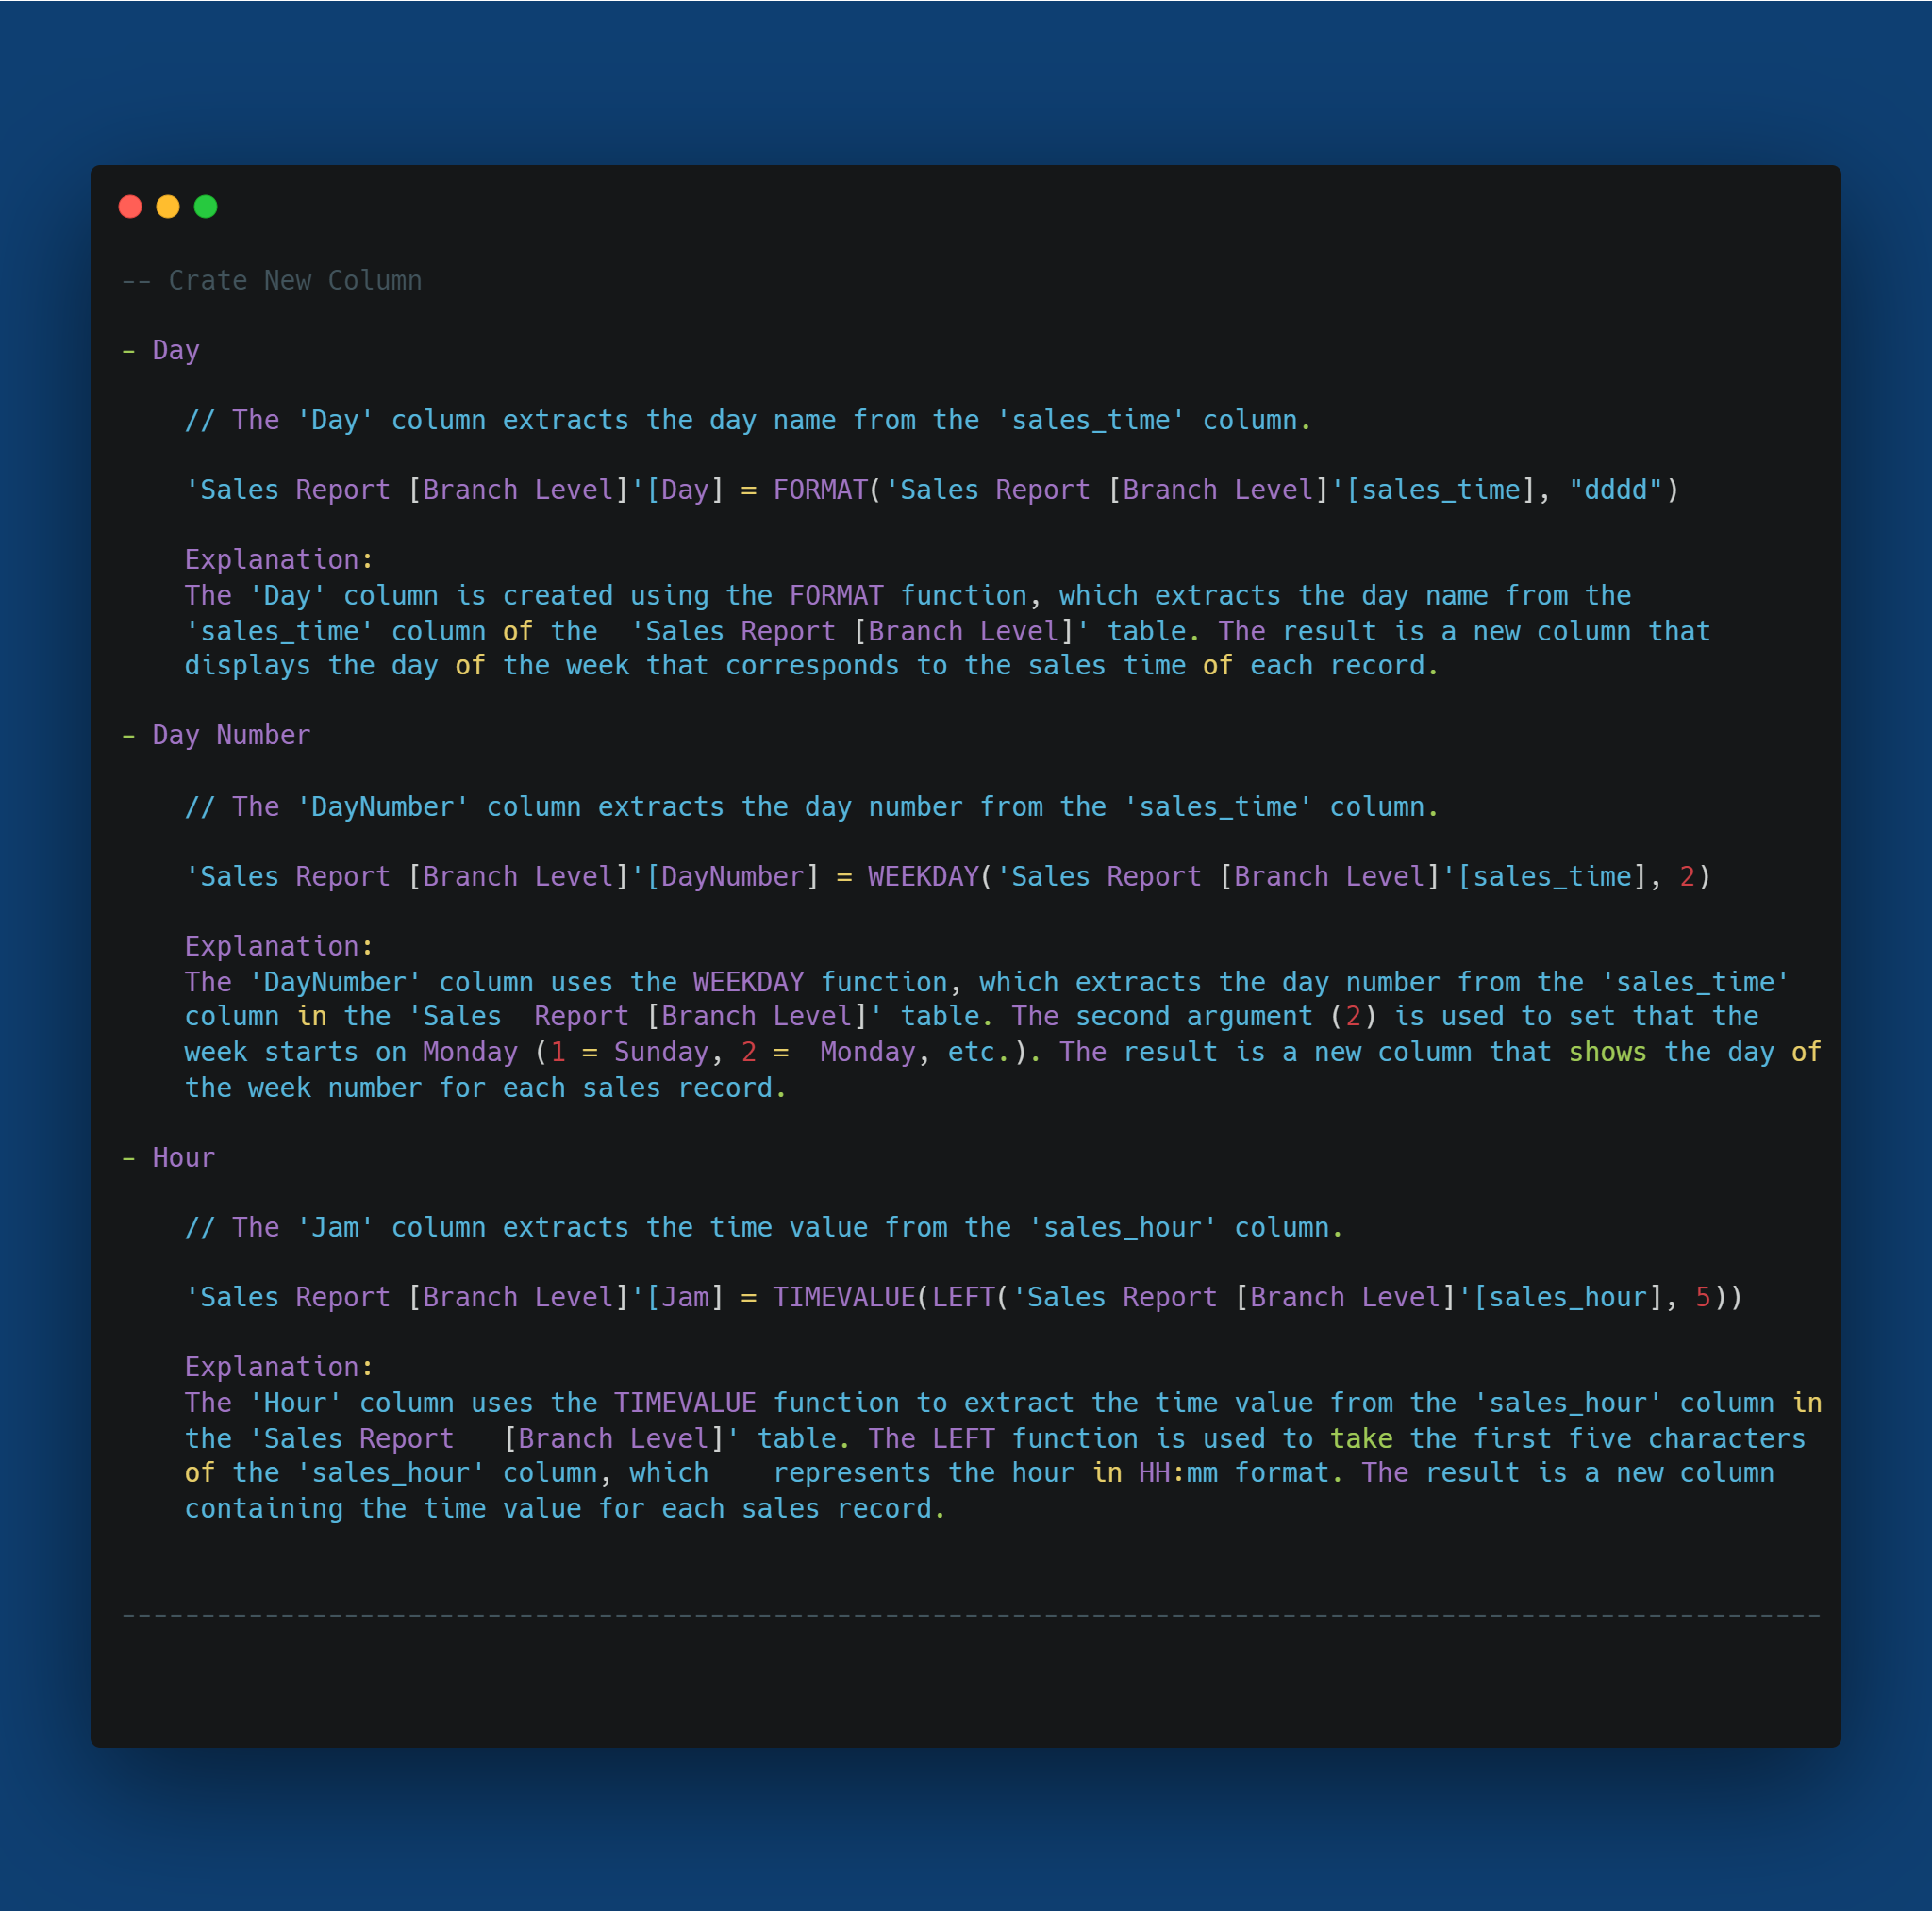 -- Crate New Column
- Day
// The 'Day' column extracts the day name from the 'sales_time' column.
'Sales Report [Branch Level]'[Day] = FORMAT('Sales Report [Branch Level]'[sales_time], "dddd")
Explanation:
The 'Day' column is created using the FORMAT function, which extracts the day name from the
'sales_time' column of the  'Sales Report [Branch Level]' table. The result is a new column that
displays the day of the week that corresponds to the sales time of each record.
- Day Number
// The 'DayNumber' column extracts the day number from the 'sales_time' column.
'Sales Report [Branch Level]'[DayNumber] = WEEKDAY('Sales Report [Branch Level]'[sales_time], 2)
Explanation:
The 'DayNumber' column uses the WEEKDAY function, which extracts the day number from the 'sales_time'
column in the 'Sales  Report [Branch Level]' table. The second argument (2) is used to set that the
week starts on Monday (1 = Sunday, 2 =  Monday, etc.). The result is a new column that shows the day of
the week number for each sales record.
- Hour
// The 'Jam' column extracts the time value from the 'sales_hour' column.
'Sales Report [Branch Level]'[Jam] = TIMEVALUE(LEFT('Sales Report [Branch Level]'[sales_hour], 5))
Explanation:
The 'Hour' column uses the TIMEVALUE function to extract the time value from the 'sales_hour' column in
the 'Sales Report   [Branch Level]' table. The LEFT function is used to take the first five characters
of the 'sales_hour' column, which    represents the hour in HH:mm format. The result is a new column
containing the time value for each sales record.
-----------------------------------------------------------------------------------------------------------